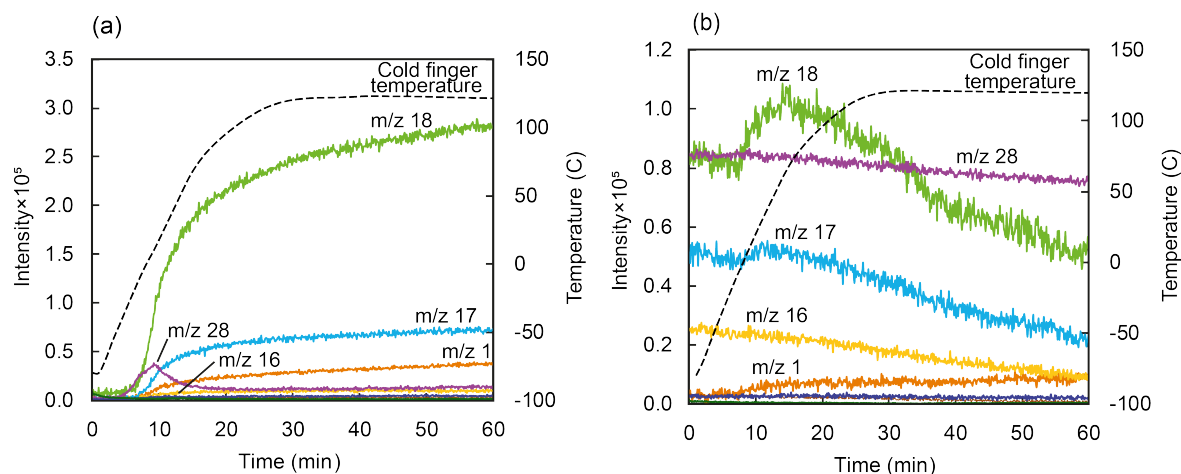 (a)
3.5
3.0
2.5
2.0
1.5
1.0
0.5
0.0
Intensity×10⁵
150
100
50
0
-50
-100
Temperature (C)
0 10 20 30 40 50 60
Time (min)
Cold finger
temperature
m/z 18
m/z 28
m/z 17
m/z 16
m/z 1
(b)
1.2
1.0
0.8
0.6
0.4
0.2
0.0
Intensity×10⁵
150
100
50
0
-50
-100
Temperature (C)
0 10 20 30 40 50 60
Time (min)
Cold finger
temperature
m/z 18
m/z 28
m/z 17
m/z 16
m/z 1